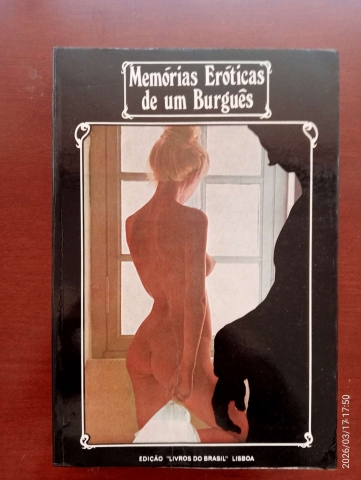 Memórias Eróticas
de um Burguês
EDIÇÃO "LIVROS DO BRASIL" LISBOA
2026/03/17 17:50